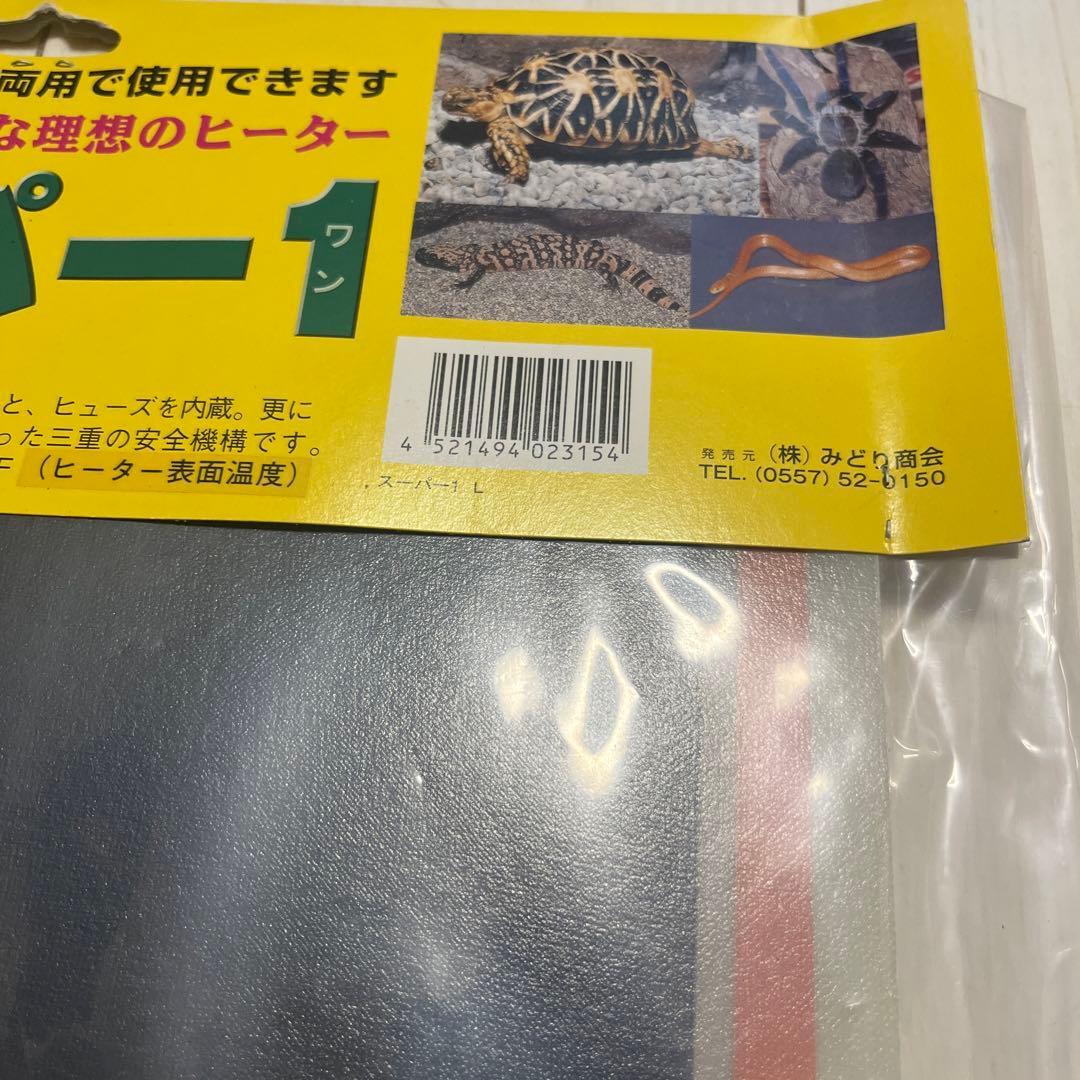 両用で使用できます
な理想のヒーター
パー1
ワン
と、ヒューズを内蔵。更に
った三重の安全機構です。
F (ヒーター表面温度)
4 521494 023154
スーパー1 L
発売元 (株) みどり商会
TEL. (0557) 52-0150